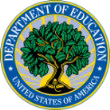 DEPARTMENT OF EDUCATION
UNITED STATES OF AMERICA